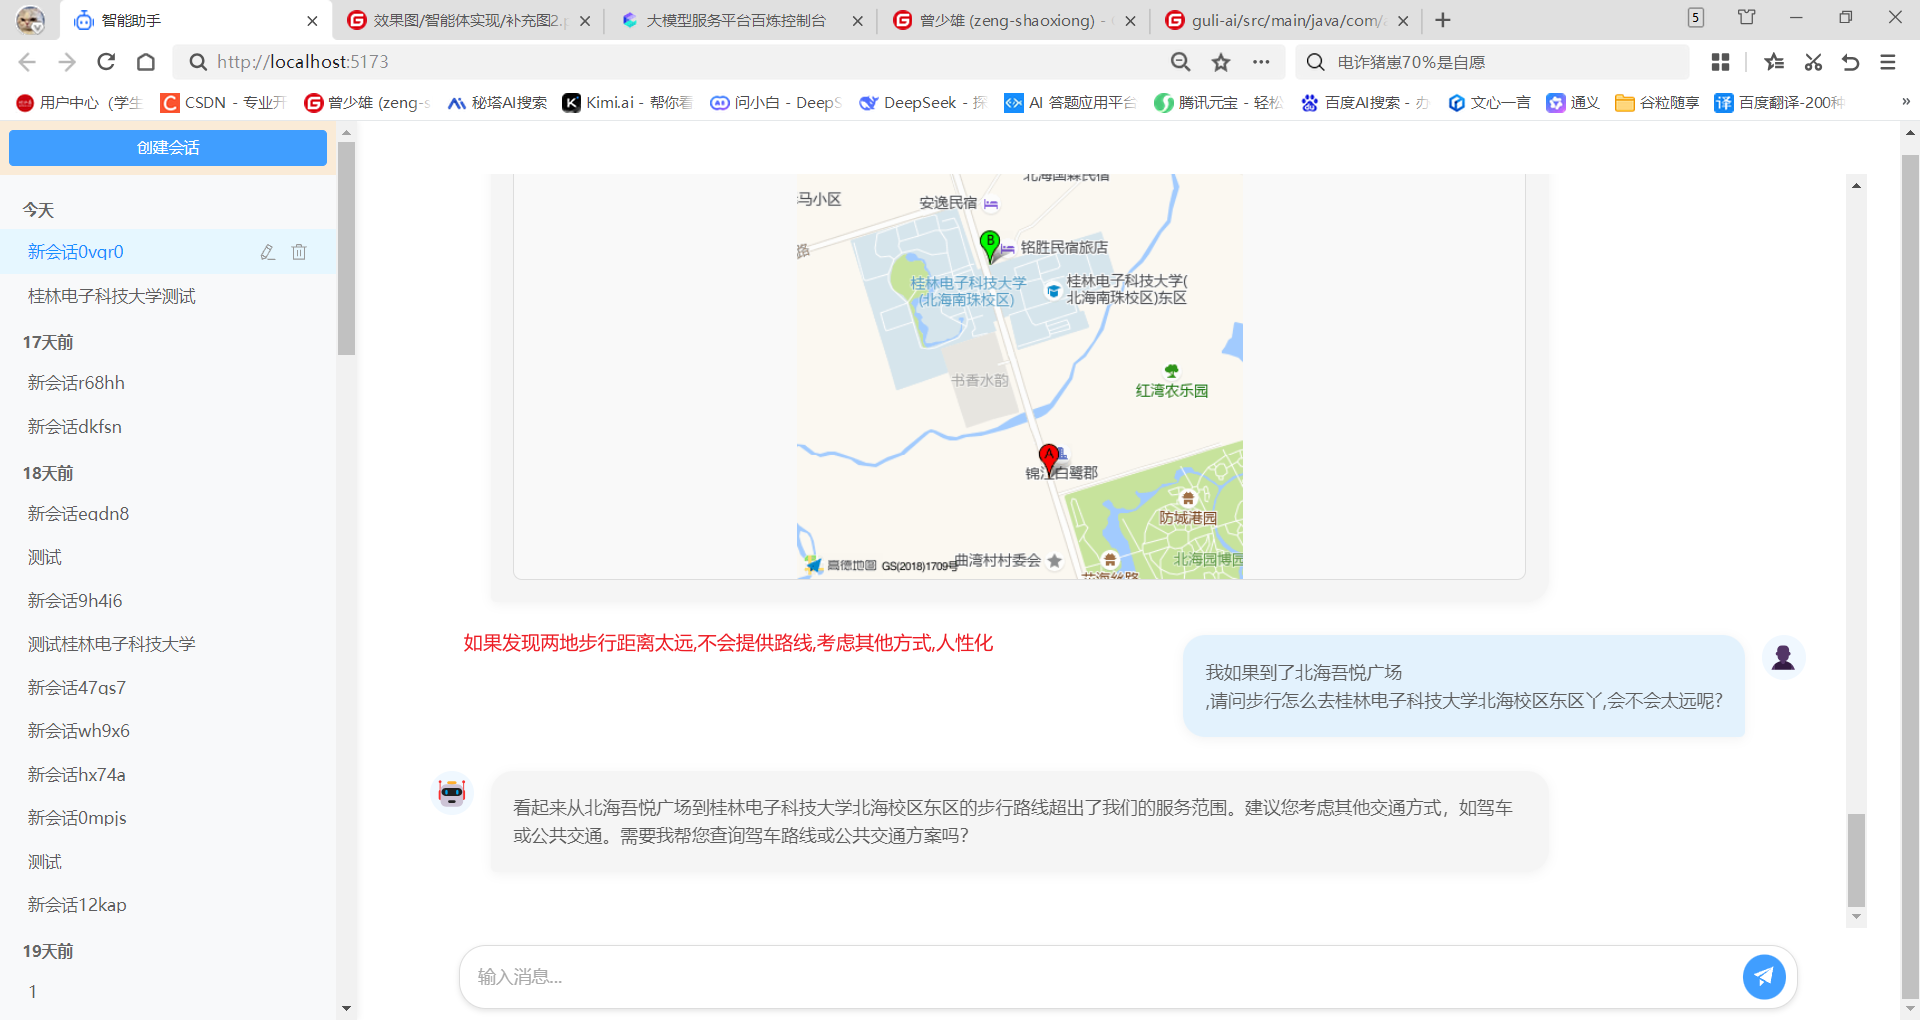 智能助手
效果图/智能体实现/补充图2.p
大模型服务平台百炼控制台
曾少雄 (zeng-shaoxiong) -
guli-ai/src/main/java/com/a
5
http://localhost:5173
电诈猪崽70%是自愿
用户中心 (学生
CSDN - 专业开
曾少雄 (zeng-s
秘塔AI搜索
Kimi.ai - 帮你看
问小白 - DeepS
DeepSeek - 探
AI 答题应用平台
腾讯元宝 - 轻松
百度AI搜索 - 办
文心一言
通义
谷粒随享
百度翻译-200种
创建会话
今天
新会话0vqr0
桂林电子科技大学测试
17天前
新会话r68hh
新会话dkfsn
18天前
新会话eqdn8
测试
新会话9h4j6
测试桂林电子科技大学
新会话47qs7
新会话wh9x6
新会话hx74a
新会话0mpjs
测试
新会话12kap
19天前
1
北海国森民宿
马小区
安逸民宿
路
B
铭胜民宿旅店
桂林电子科技大学
(北海南珠校区)
桂林电子科技大学(
北海南珠校区)东区
书香水韵
红湾农乐园
A
锦江白鹭郡
防城港园
北海园博园
曲湾村村委会
花海丝路
高德地图 GS(2018)1709号
如果发现两地步行距离太远,不会提供路线,考虑其他方式,人性化
我如果到了北海吾悦广场
,请问步行怎么去桂林电子科技大学北海校区东区丫,会不会太远呢?
看起来从北海吾悦广场到桂林电子科技大学北海校区东区的步行路线超出了我们的服务范围。建议您考虑其他交通方式，如驾车
或公共交通。需要我帮您查询驾车路线或公共交通方案吗？
输入消息...